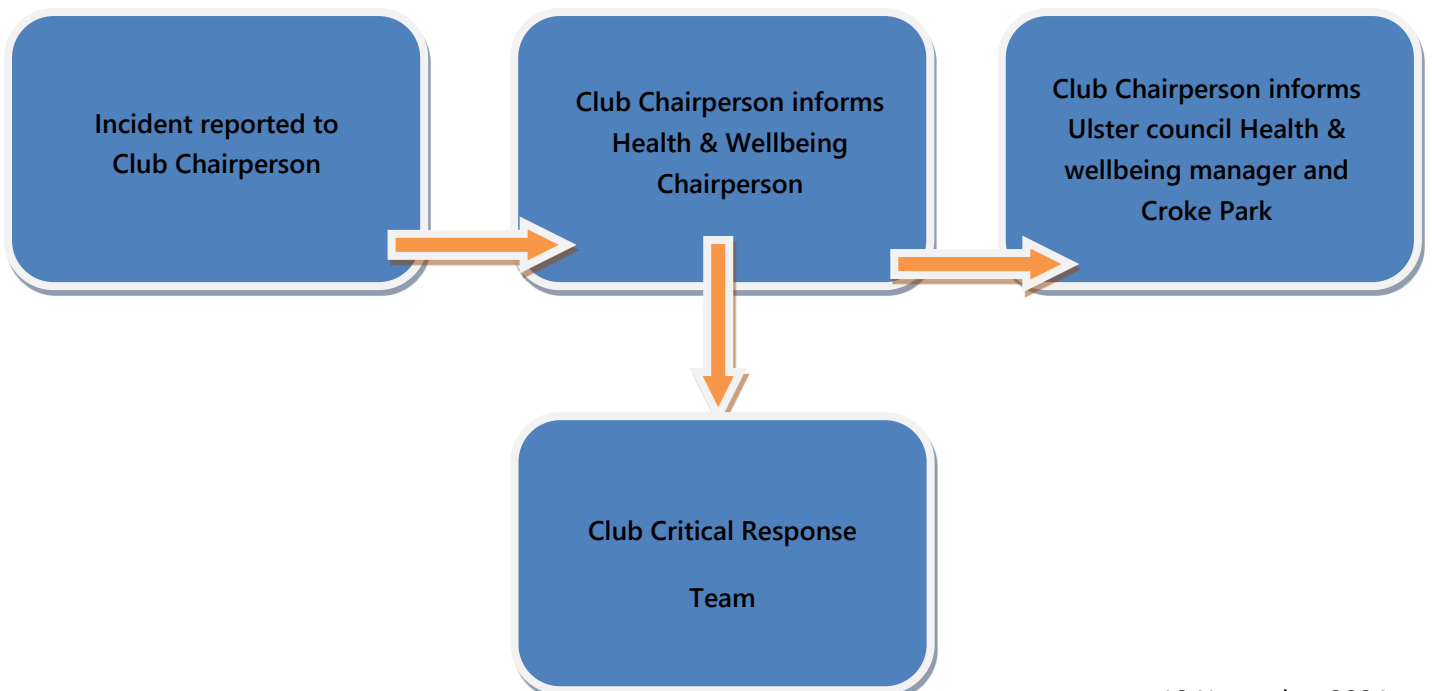 Incident reported to
Club Chairperson
Club Chairperson informs
Health & Wellbeing
Chairperson
Club Chairperson informs
Ulster council Health &
wellbeing manager and
Croke Park
Club Critical Response
Team